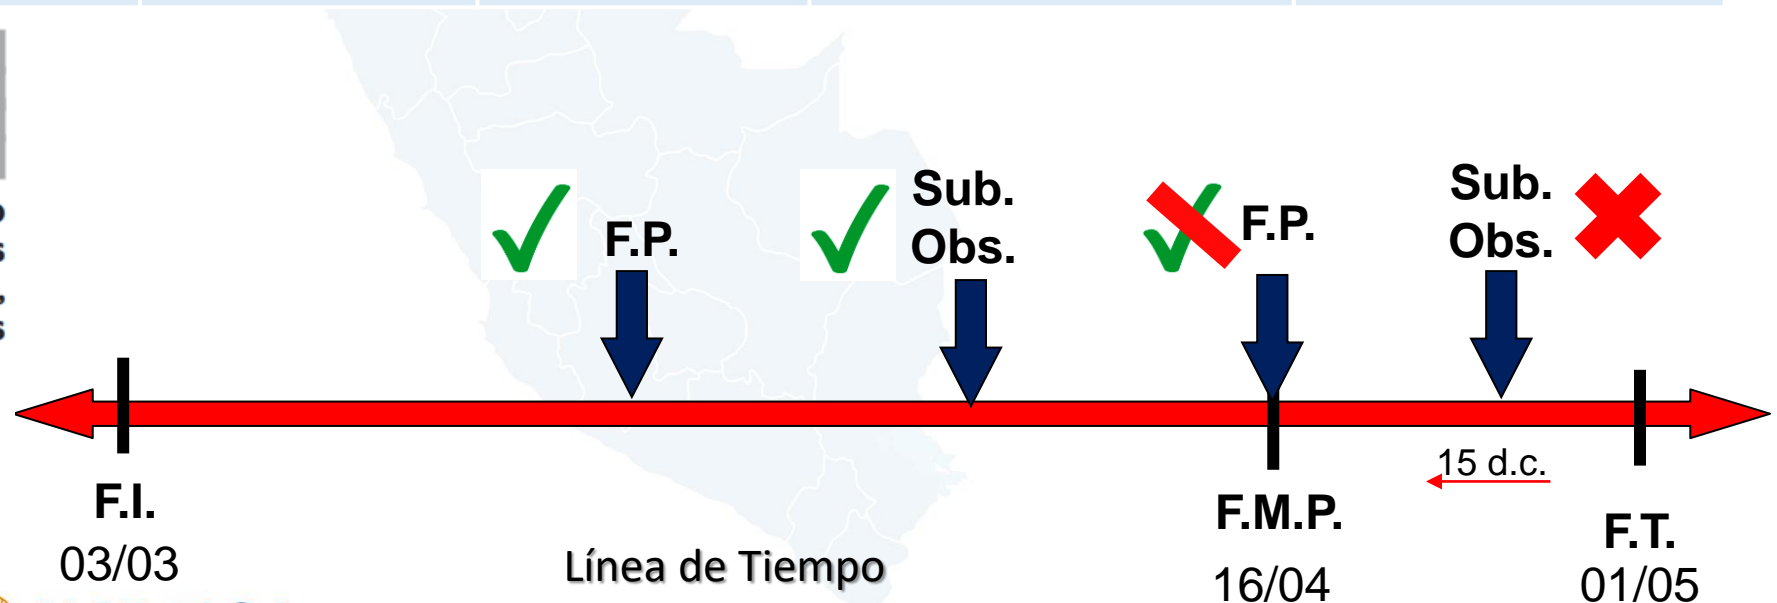 Sub.
Obs.
F.P.
F.P.
Sub.
Obs.
15 d.c.
F.I.
03/03
Línea de Tiempo
F.M.P.
16/04
F.T.
01/05